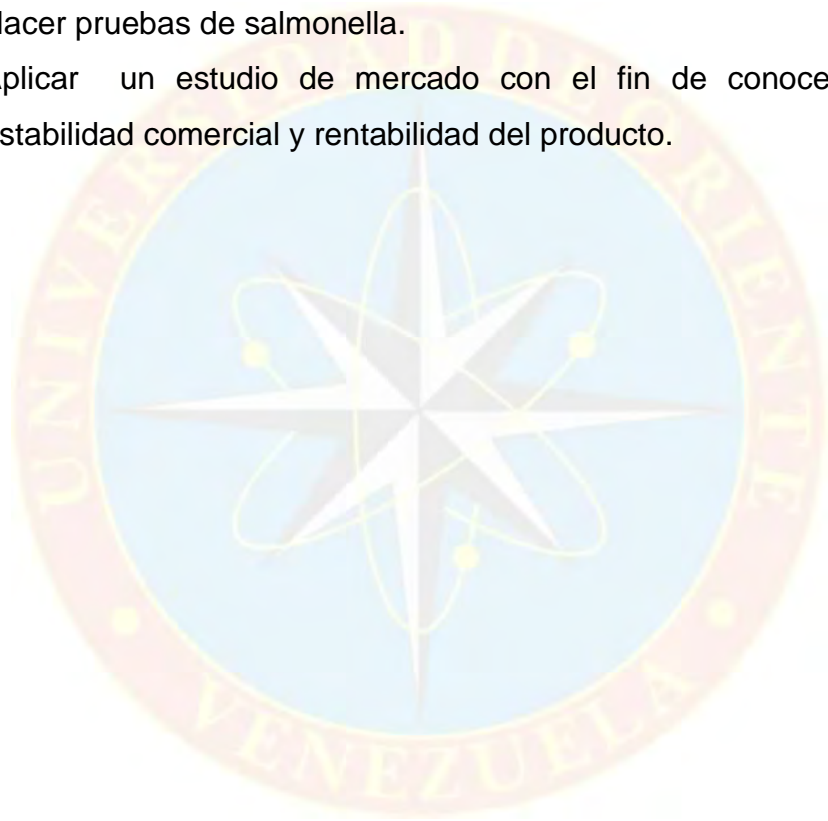 lacer pruebas de salmonella.
plicar un estudio de mercado con el fin de conoce
stabilidad comercial y rentabilidad del producto.
UNIVERSIDAD DE ORIENTE
VENEZUELA